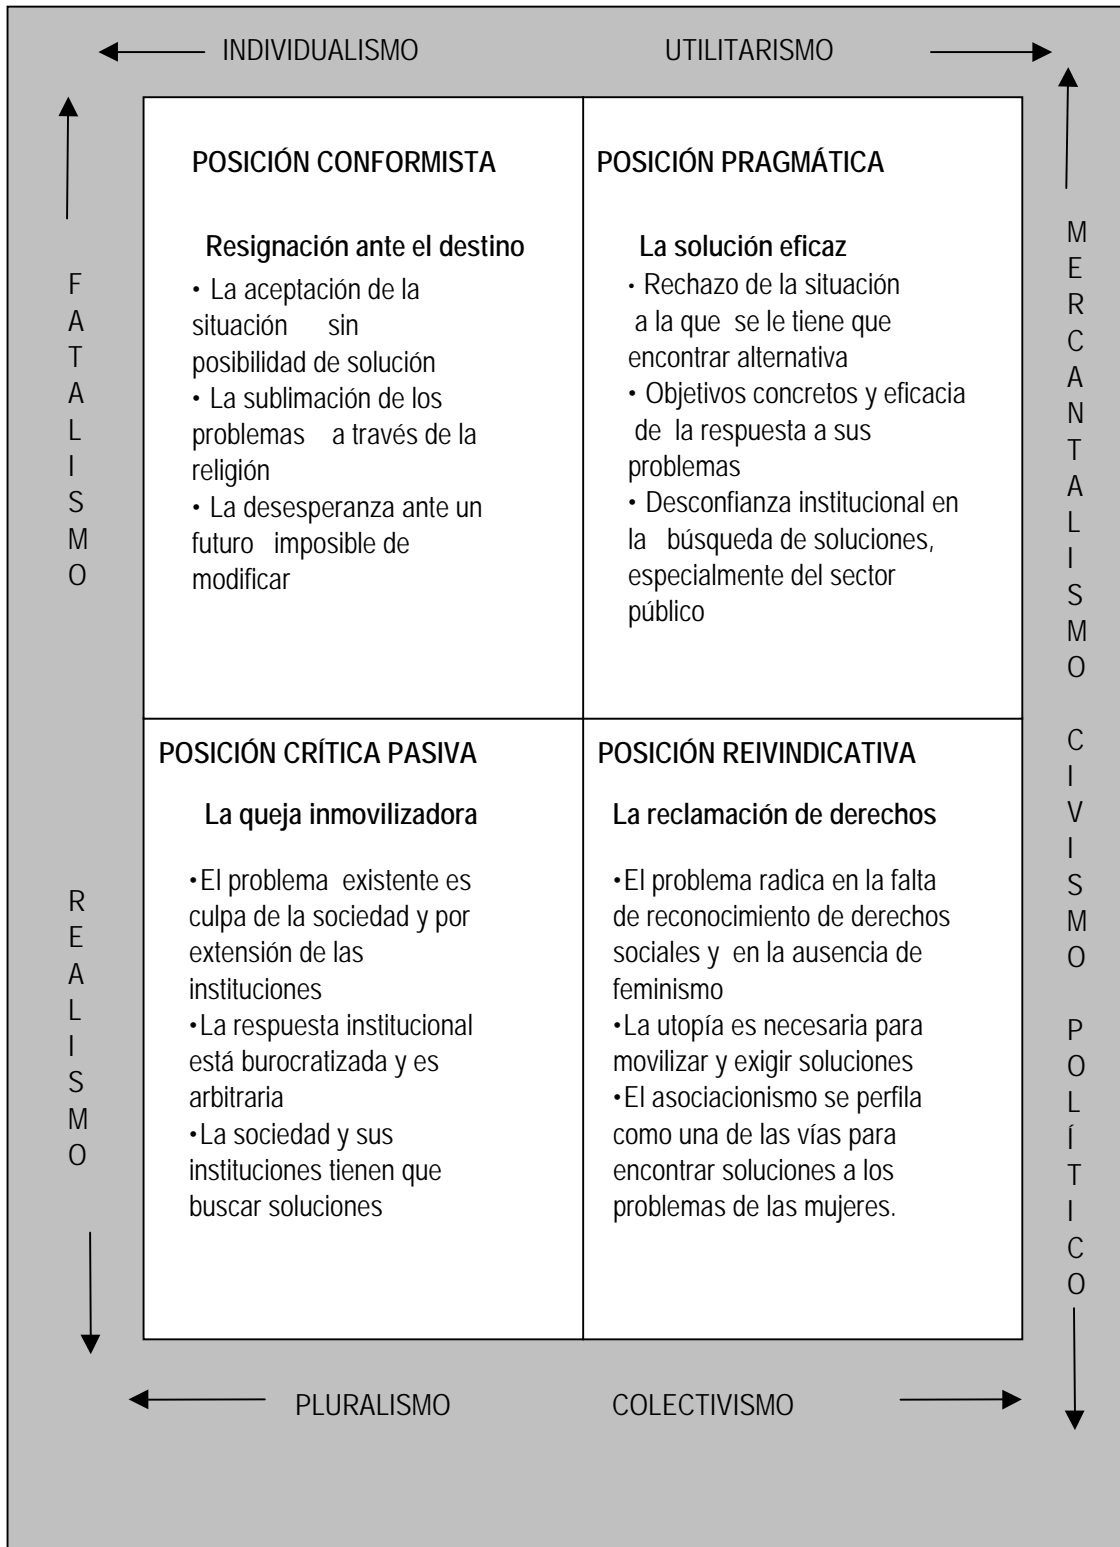 INDIVIDUALISMO
UTILITARISMO
FATALISMO
REALISMO
POSICIÓN CONFORMISTA
Resignación ante el destino
• La aceptación de la
situación sin
posibilidad de solución
• La sublimación de los
problemas a través de la
religión
• La desesperanza ante un
futuro imposible de
modificar
POSICIÓN PRAGMÁTICA
La solución eficaz
• Rechazo de la situación
a la que se le tiene que
encontrar alternativa
• Objetivos concretos y eficacia
de la respuesta a sus
problemas
• Desconfianza institucional en
la búsqueda de soluciones,
especialmente del sector
público
POSICIÓN CRÍTICA PASIVA
La queja inmovilizadora
•El problema existente es
culpa de la sociedad y por
extensión de las
instituciones
•La respuesta institucional
está burocratizada y es
arbitraria
•La sociedad y sus
instituciones tienen que
buscar soluciones
POSICIÓN REIVINDICATIVA
La reclamación de derechos
•El problema radica en la falta
de reconocimiento de derechos
sociales y en la ausencia de
feminismo
•La utopía es necesaria para
movilizar y exigir soluciones
•El asociacionismo se perfila
como una de las vías para
encontrar soluciones a los
problemas de las mujeres.
MERCANTALISMO CIVISMO POLÍTICO
PLURALISMO
COLECTIVISMO